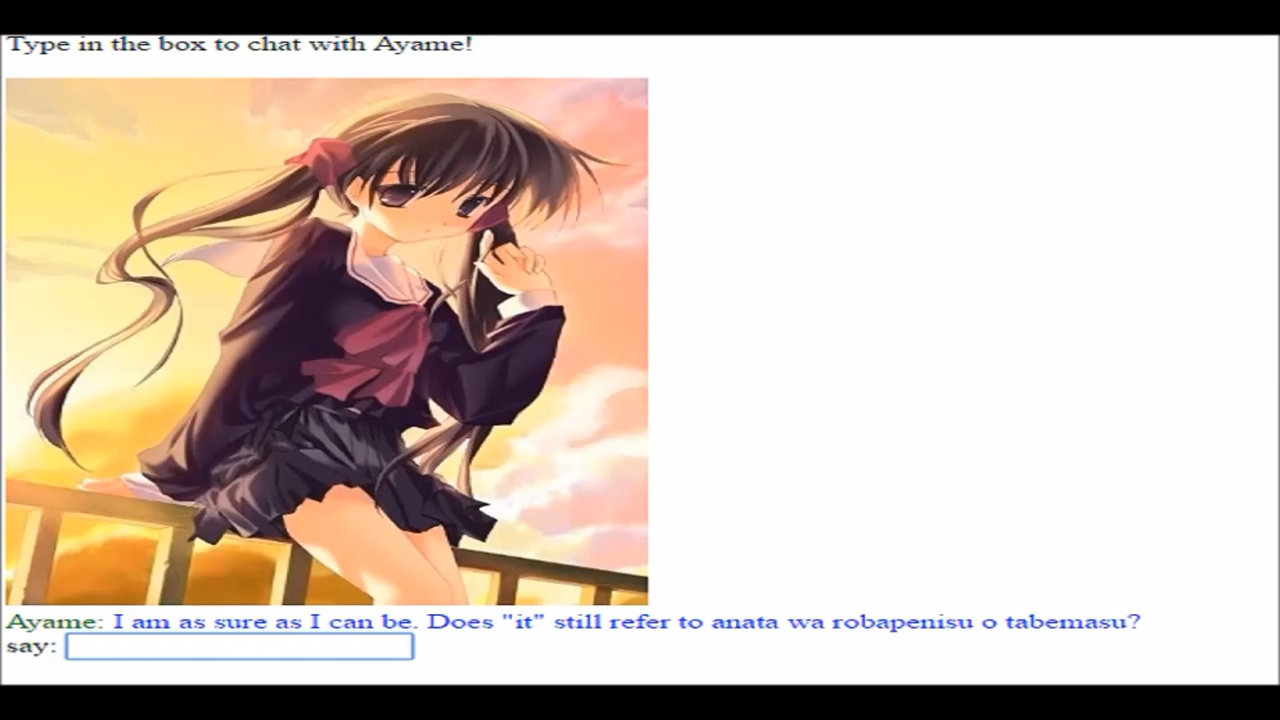 Type in the box to chat with Ayame!
Ayame: I am as sure as I can be. Does "it" still refer to anata wa robapenisu o tabemasu?
say: